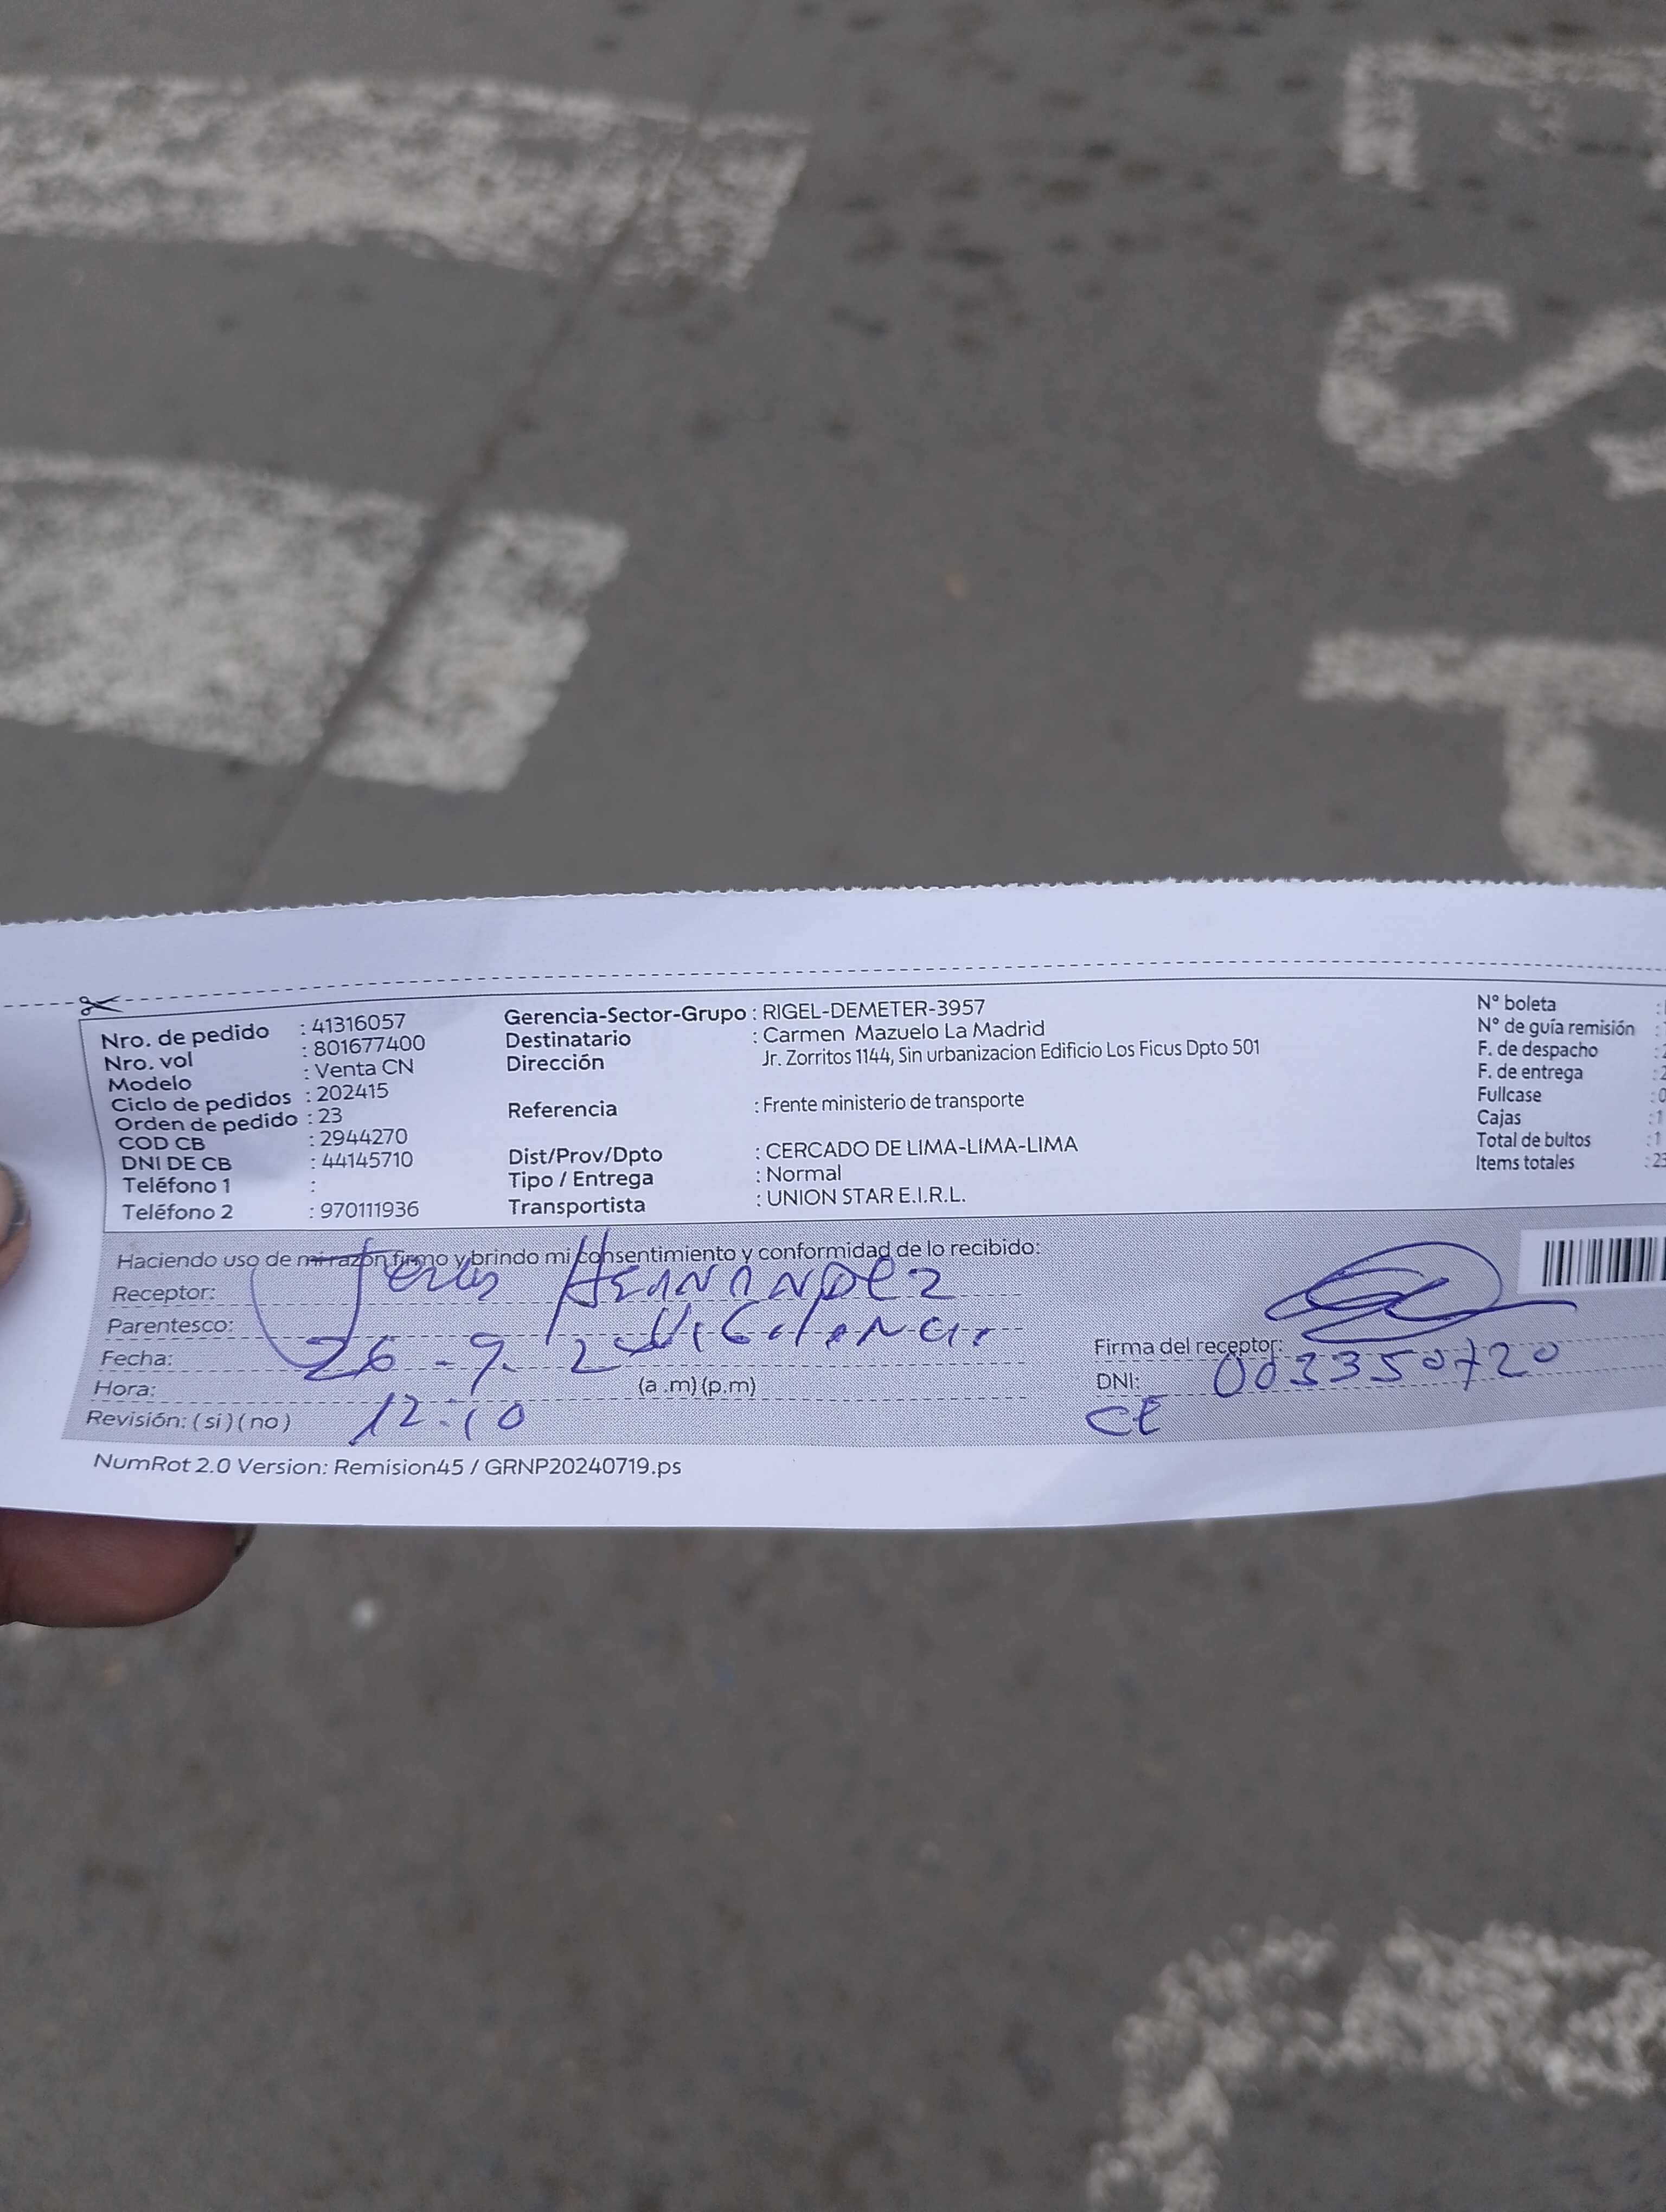 Nro. de pedido : 41316057
Nro. vol : 801677400
Modelo : Venta CN
Ciclo de pedidos : 202415
Orden de pedido : 23
COD CB : 2944270
DNI DE CB : 44145710
Teléfono 1 :
Teléfono 2 : 970111936
Gerencia-Sector-Grupo : RIGEL-DEMETER-3957
Destinatario : Carmen Mazuelo La Madrid
Dirección Jr. Zorritos 1144, Sin urbanizacion Edificio Los Ficus Dpto 501
Referencia : Frente ministerio de transporte
Dist/Prov/Dpto : CERCADO DE LIMA-LIMA-LIMA
Tipo / Entrega : Normal
Transportista : UNION STAR E.I.R.L.
N° boleta :
N° de guía remisión :
F. de despacho :
F. de entrega :
Fullcase :
Cajas : 1
Total de bultos : 1
Items totales :
Haciendo uso de mi razón firmo y brindo mi consentimiento y conformidad de lo recibido:
Receptor: HERNANDEZ
Parentesco: Vigilancia
Fecha: 26-9-2
Hora: (a .m) (p.m)
12:10
Revisión: ( si ) ( no )
Firma del receptor:
DNI: 003350720
CE
NumRot 2.0 Version: Remision45 / GRNP20240719.ps